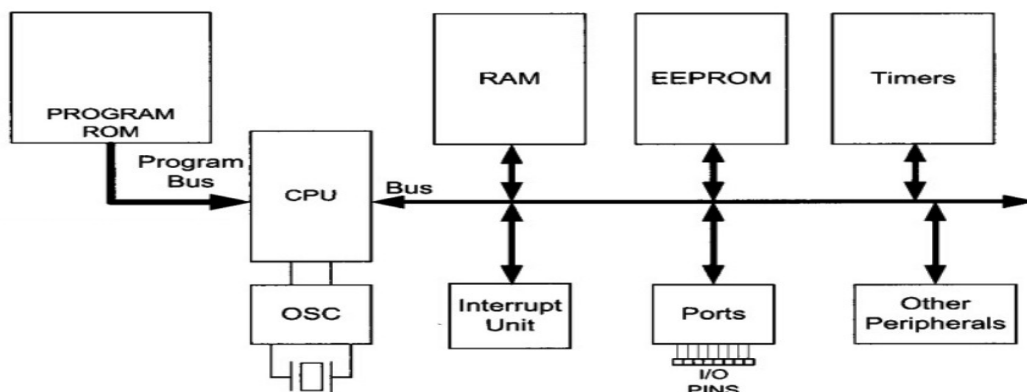 PROGRAM
ROM
RAM
EEPROM
Timers
Program
Bus
CPU
Bus
OSC
Interrupt
Unit
Ports
Other
Peripherals
I/O
PINS